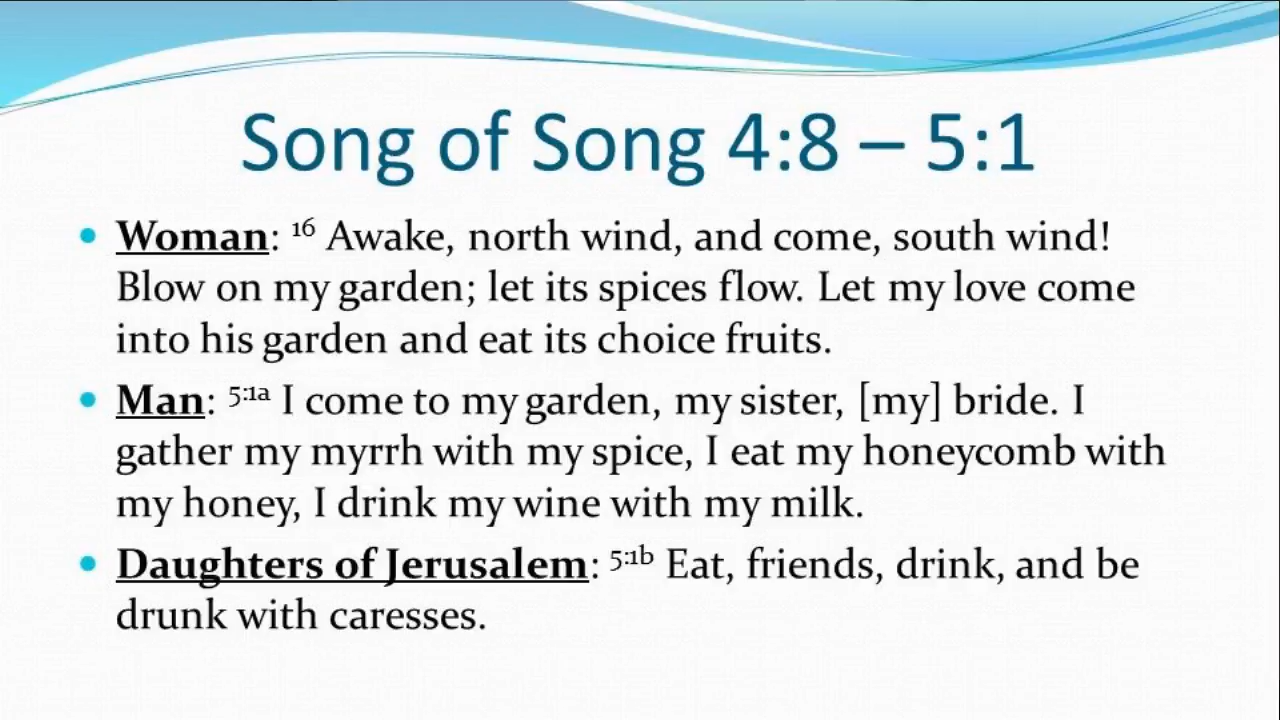 Song of Song 4:8 – 5:1
• Woman: 16 Awake, north wind, and come, south wind!
Blow on my garden; let its spices flow. Let my love come
into his garden and eat its choice fruits.
• Man: 5:1a I come to my garden, my sister, [my] bride. I
gather my myrrh with my spice, I eat my honeycomb with
my honey, I drink my wine with my milk.
• Daughters of Jerusalem: 5:1b Eat, friends, drink, and be
drunk with caresses.